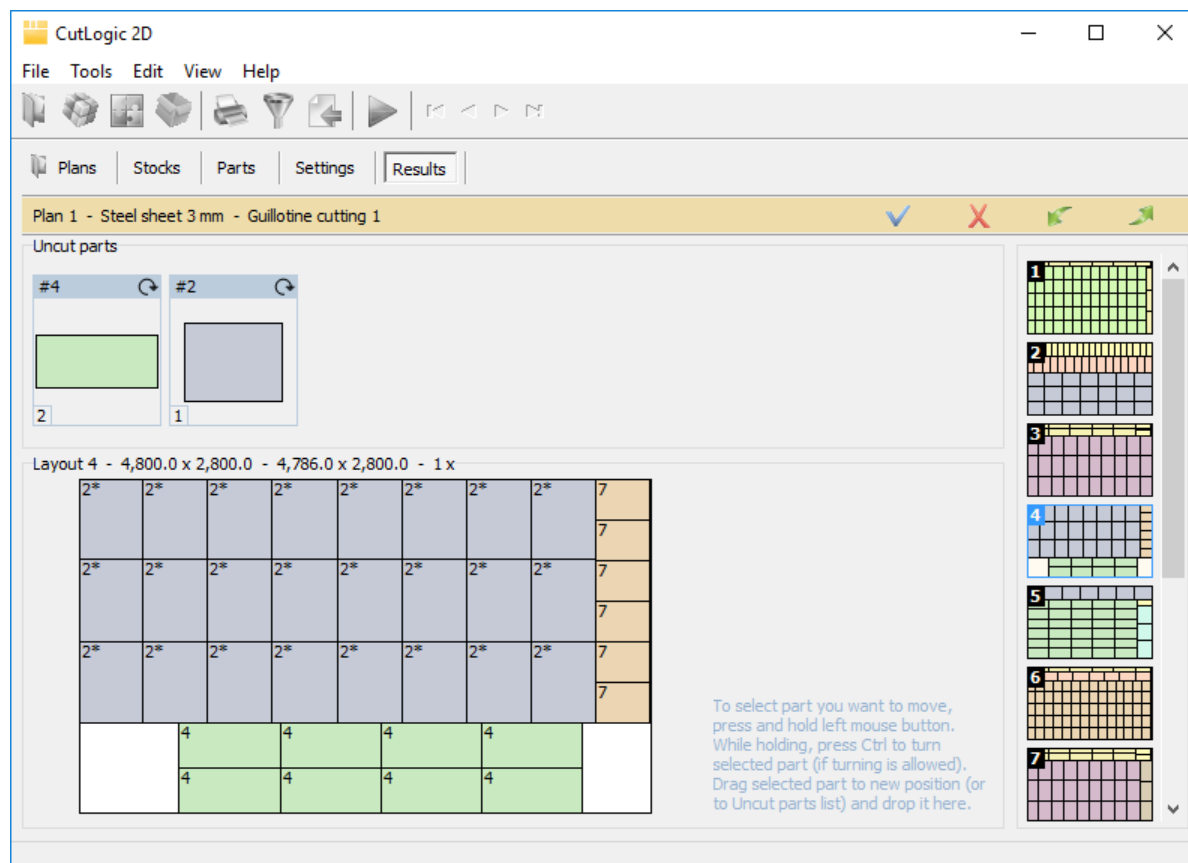 CutLogic 2D
File Tools Edit View Help
Plans Stocks Parts Settings Results
Plan 1 - Steel sheet 3 mm - Guillotine cutting 1
Uncut parts
#4 #2
2 1
Layout 4 - 4,800.0 x 2,800.0 - 4,786.0 x 2,800.0 - 1 x
2* 2* 2* 2* 2* 2* 2* 2* 7
7
2* 2* 2* 2* 2* 2* 2* 2* 7
7
2* 2* 2* 2* 2* 2* 2* 2* 7
7
4 4 4 4
4 4 4 4
To select part you want to move,
press and hold left mouse button.
While holding, press Ctrl to turn
selected part (if turning is allowed).
Drag selected part to new position (or
to Uncut parts list) and drop it here.
1
2
3
4
5
6
7